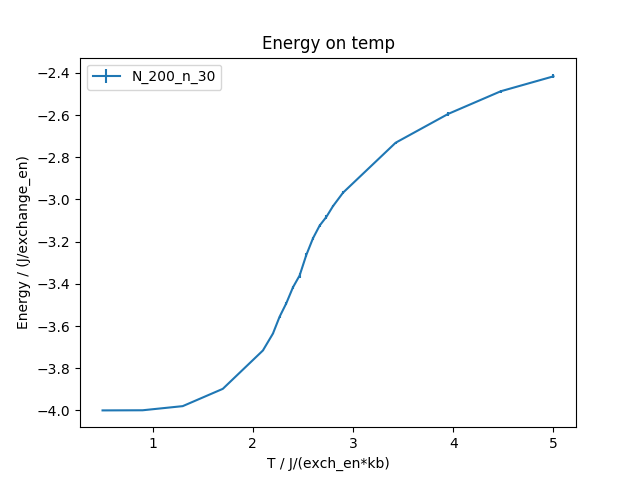 Energy on temp
N_200_n_30
Energy / (J/exchange_en)
−2.4
−2.6
−2.8
−3.0
−3.2
−3.4
−3.6
−3.8
−4.0
1 2 3 4 5
T / J/(exch_en*kb)